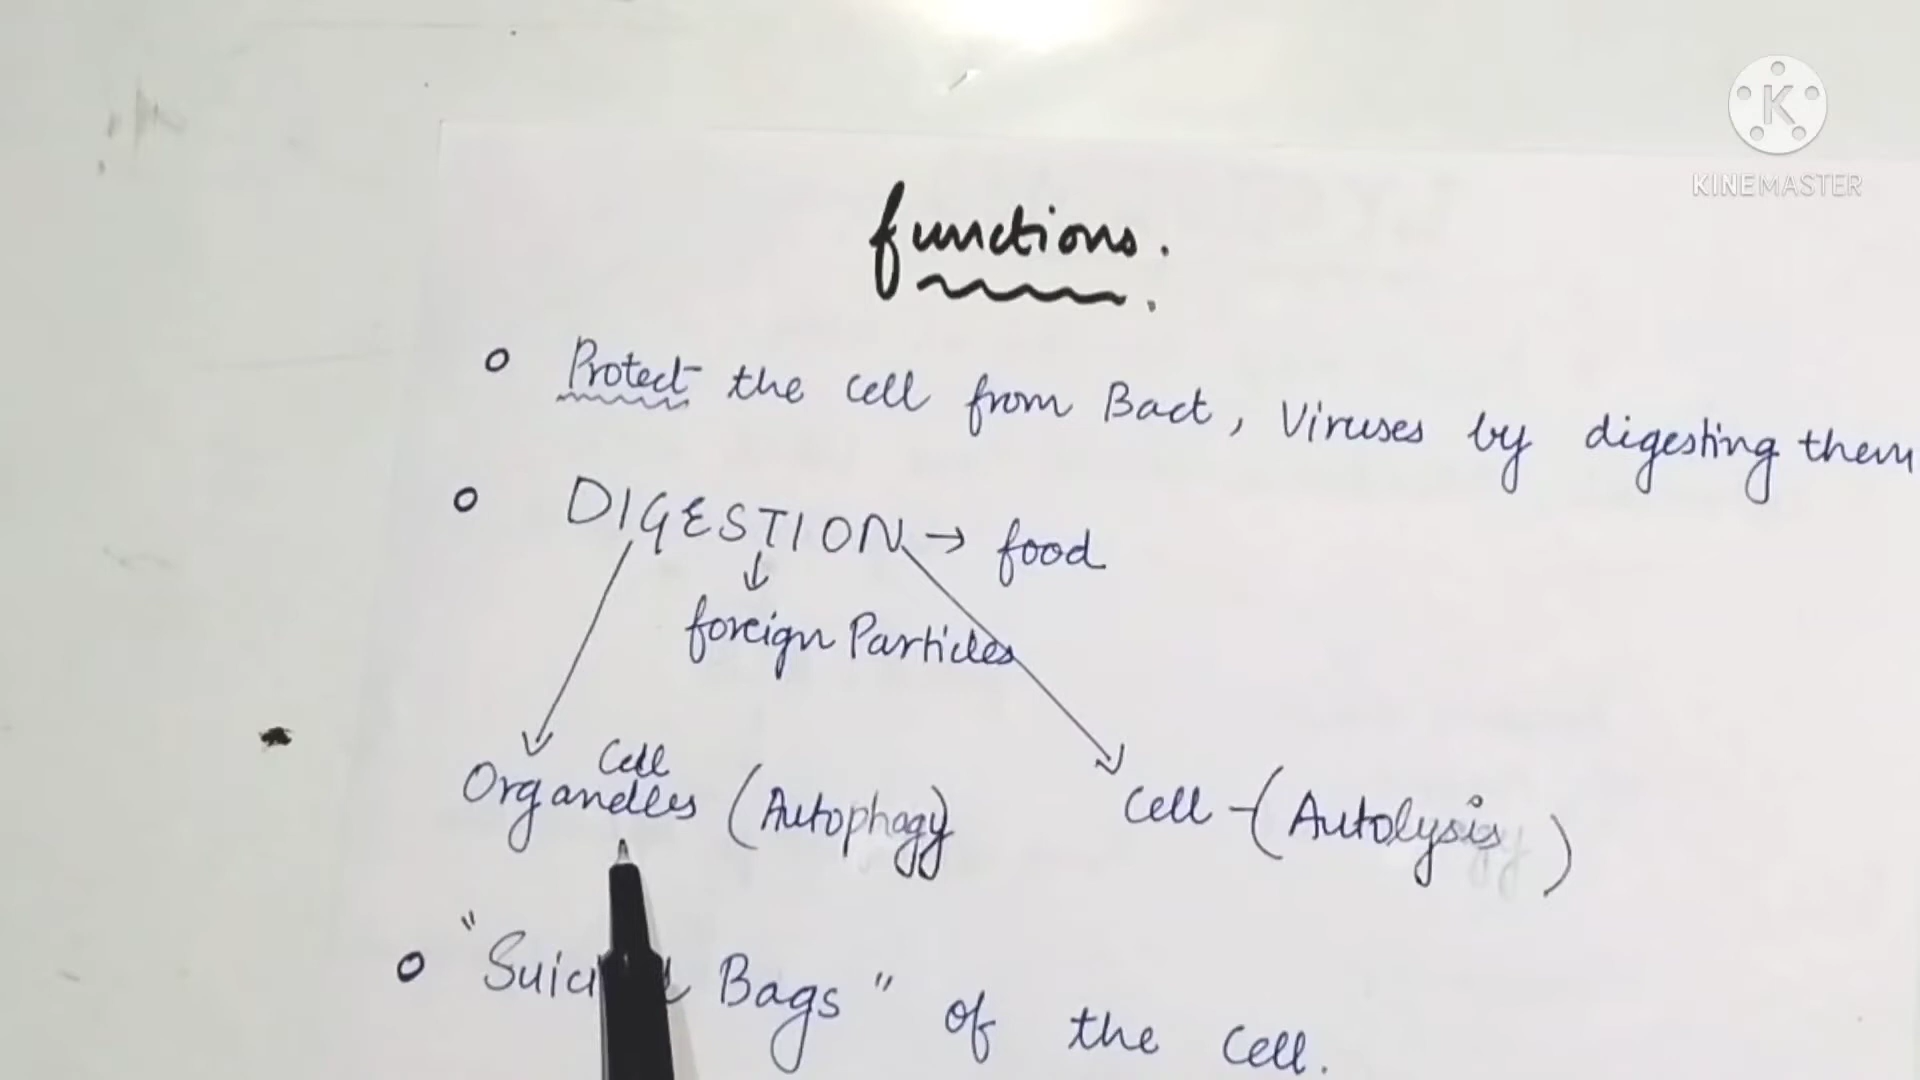 KINEMASTER
functions.
○ Protect the cell from Bact, Viruses by digesting them
○ DIGESTION → food
foreign Particles
Cell
Organelles (Autophagy) Cell - (Autolysis)
○ " Bags" of the Cell.